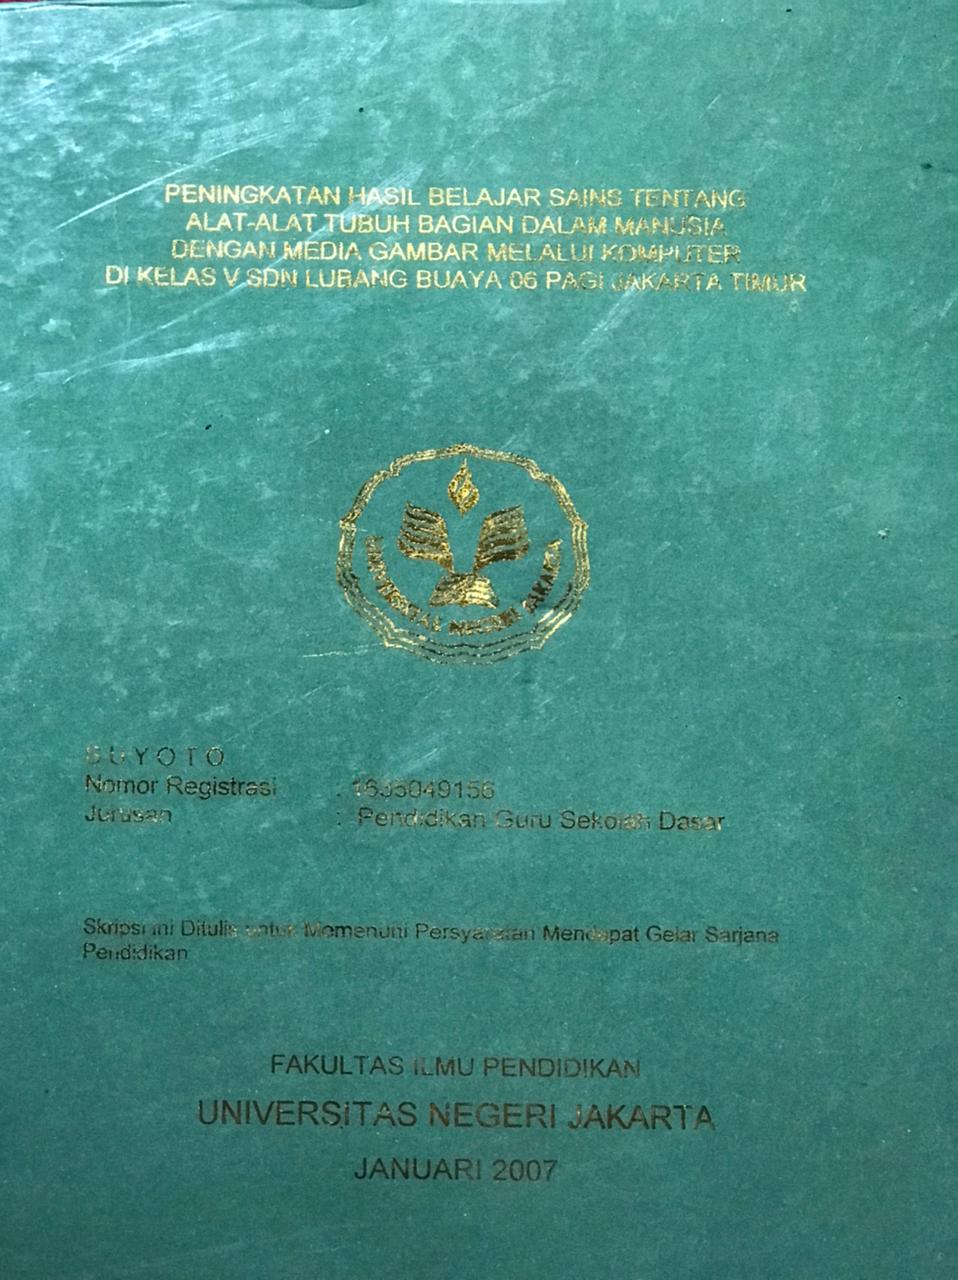 PENINGKATAN HASIL BELAJAR SAINS TENTANG
ALAT-ALAT TUBUH BAGIAN DALAM MANUSIA
DENGAN MEDIA GAMBAR MELALUI KOMPUTER
DI KELAS V SDN LUBANG BUAYA 06 PAGI JAKARTA TIMUR
UNIVERSITAS NEGERI JAKARTA
S U Y O T O
Nomor Registrasi :
Jurusan : Pendidikan Guru Sekolah Dasar
Skripsi ini Ditulis untuk Memenuhi Persyaratan Mendapat Gelar Sarjana
Pendidikan
FAKULTAS ILMU PENDIDIKAN
UNIVERSITAS NEGERI JAKARTA
JANUARI 2007